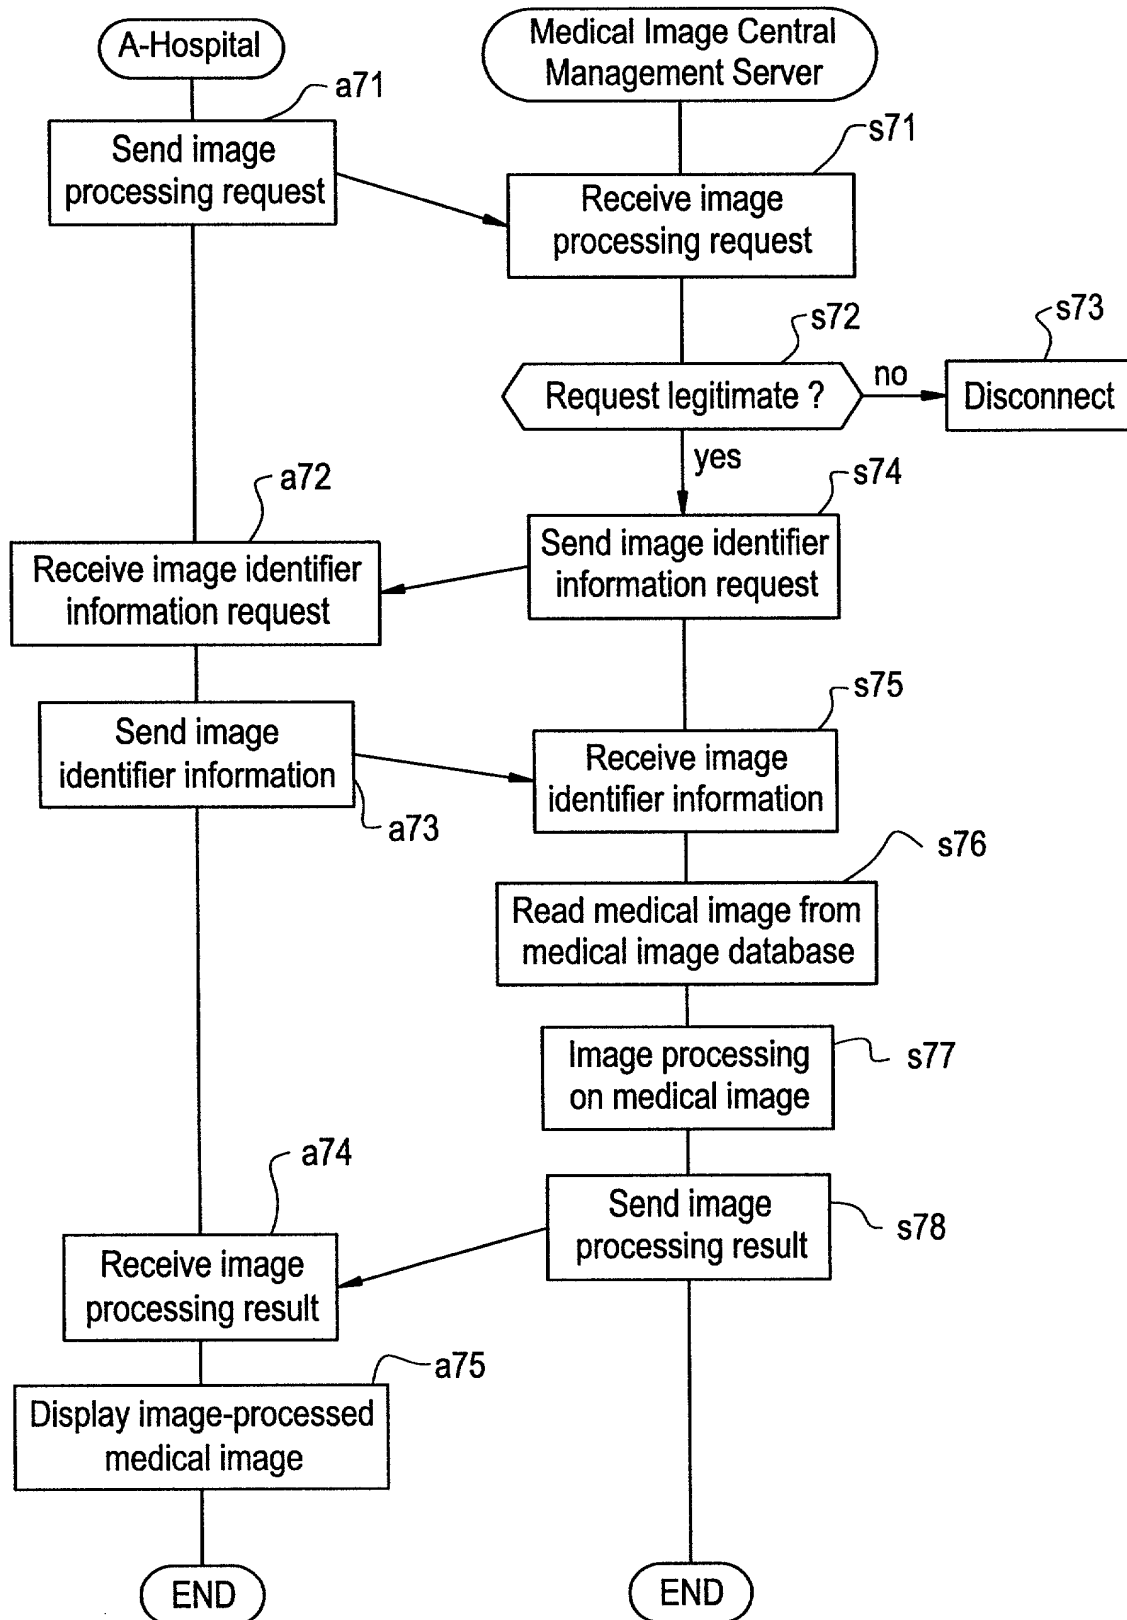 A-Hospital
Medical Image Central
Management Server
a71
Send image
processing request
s71
Receive image
processing request
s72
Request legitimate ?
no
s73
Disconnect
yes
a72
Receive image identifier
information request
s74
Send image identifier
information request
Send image
identifier information
a73
s75
Receive image
identifier information
s76
Read medical image from
medical image database
Image processing
on medical image
s77
a74
Receive image
processing result
Send image
processing result
s78
a75
Display image-processed
medical image
END
END